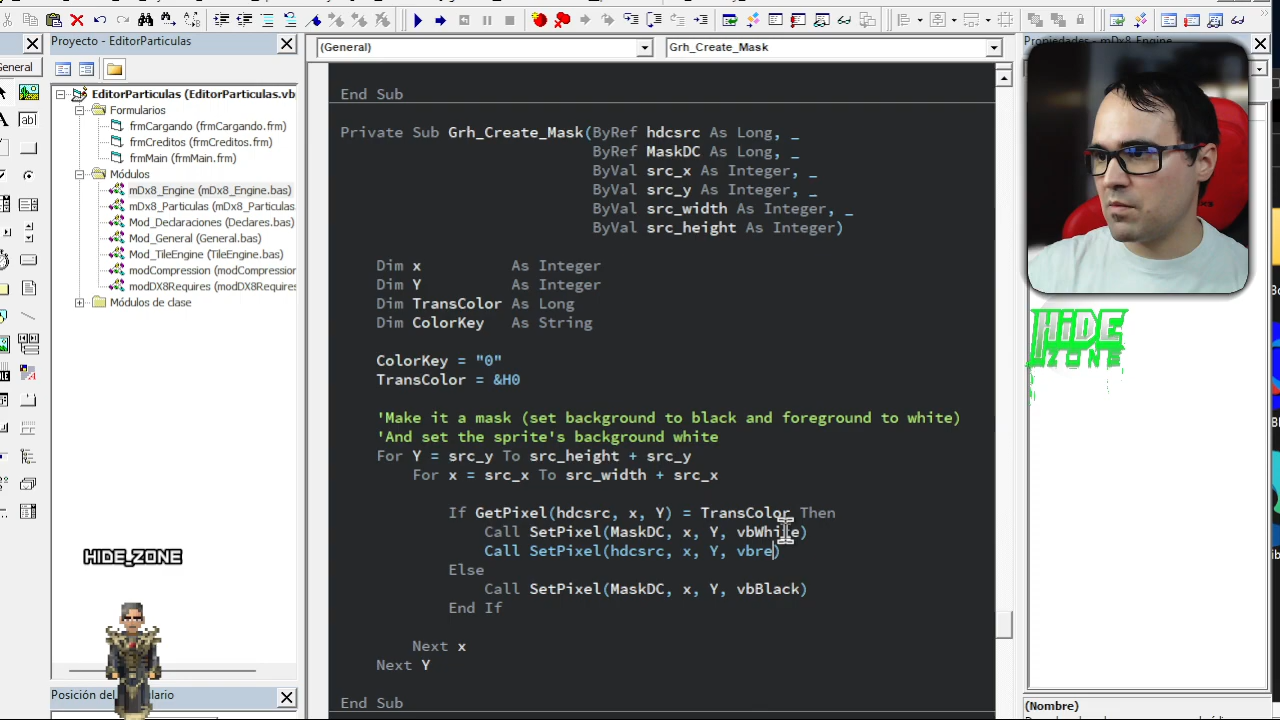 Proyecto - EditorParticulas
(General)
Grh_Create_Mask
Propiedades - mDx8_Engine
General
EditorParticulas (EditorParticulas.vb
Formularios
frmCargando (frmCargando.frm)
frmCreditos (frmCreditos.frm)
frmMain (frmMain.frm)
Módulos
mDx8_Engine (mDx8_Engine.bas)
mDx8_Particulas (mDx8_Particulas
Mod_Declaraciones (Declares.bas)
Mod_General (General.bas)
Mod_TileEngine (TileEngine.bas)
modCompression (modCompression
modDX8Requires (modDX8Requires
Módulos de clase
End Sub
Private Sub Grh_Create_Mask(ByRef hdcsrc As Long, _
ByRef MaskDC As Long, _
ByVal src_x As Integer, _
ByVal src_y As Integer, _
ByVal src_width As Integer, _
ByVal src_height As Integer)
Dim x As Integer
Dim Y As Integer
Dim TransColor As Long
Dim ColorKey As String
ColorKey = "0"
TransColor = &H0
'Make it a mask (set background to black and foreground to white)
'And set the sprite's background white
For Y = src_y To src_height + src_y
For x = src_x To src_width + src_x
If GetPixel(hdcsrc, x, Y) = TransColor Then
Call SetPixel(MaskDC, x, Y, vbWhite)
Call SetPixel(hdcsrc, x, Y, vbre)
Else
Call SetPixel(MaskDC, x, Y, vbBlack)
End If
Next x
Next Y
End Sub
HiDE
ZONE
HIDE_ZONE
Posición del
(Nombre)